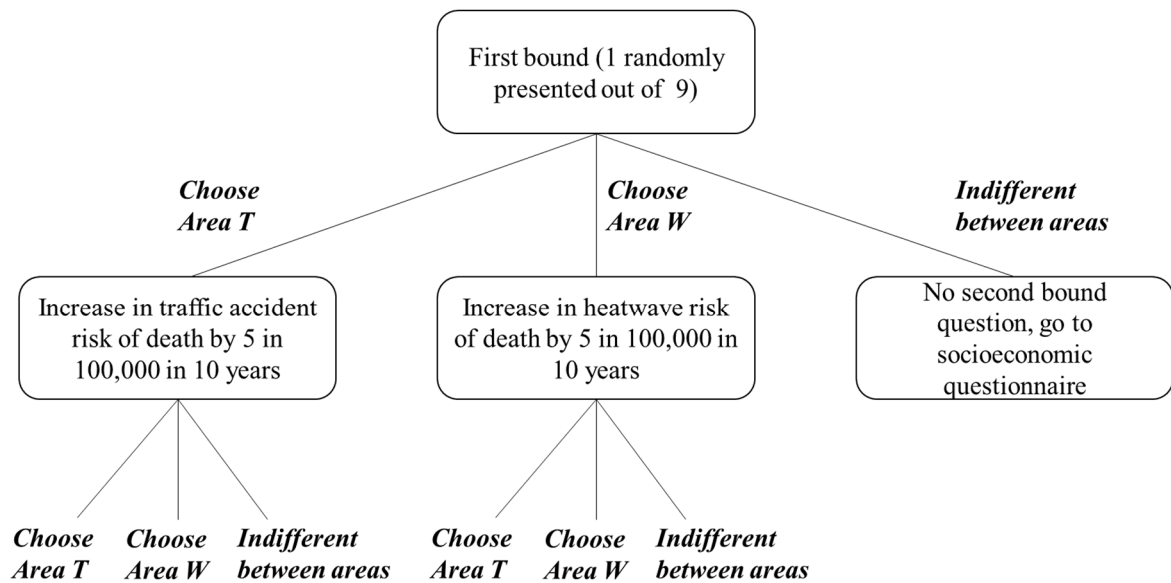 First bound (1 randomly
presented out of 9)
Choose
Area T
Choose
Area W
Indifferent
between areas
Increase in traffic accident
risk of death by 5 in
100,000 in 10 years
Increase in heatwave risk
of death by 5 in 100,000 in
10 years
No second bound
question, go to
socioeconomic
questionnaire
Choose
Area T
Choose
Area W
Indifferent
between areas
Choose
Area T
Choose
Area W
Indifferent
between areas